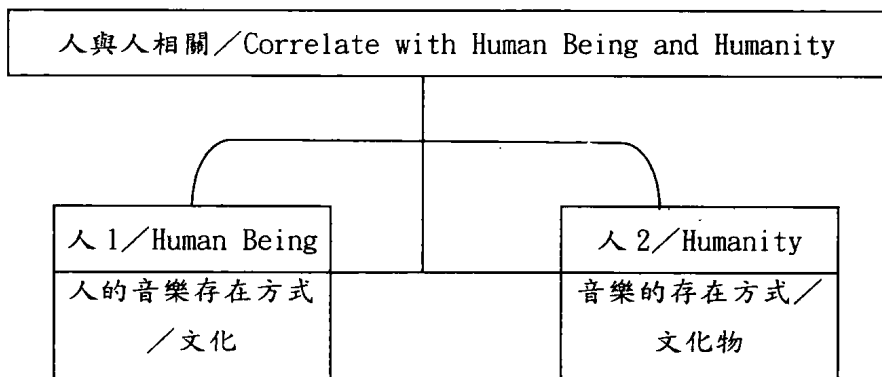 人與人相關／Correlate with Human Being and Humanity
人1／Human Being
人的音樂存在方式
／文化
人2／Humanity
音樂的存在方式／
文化物